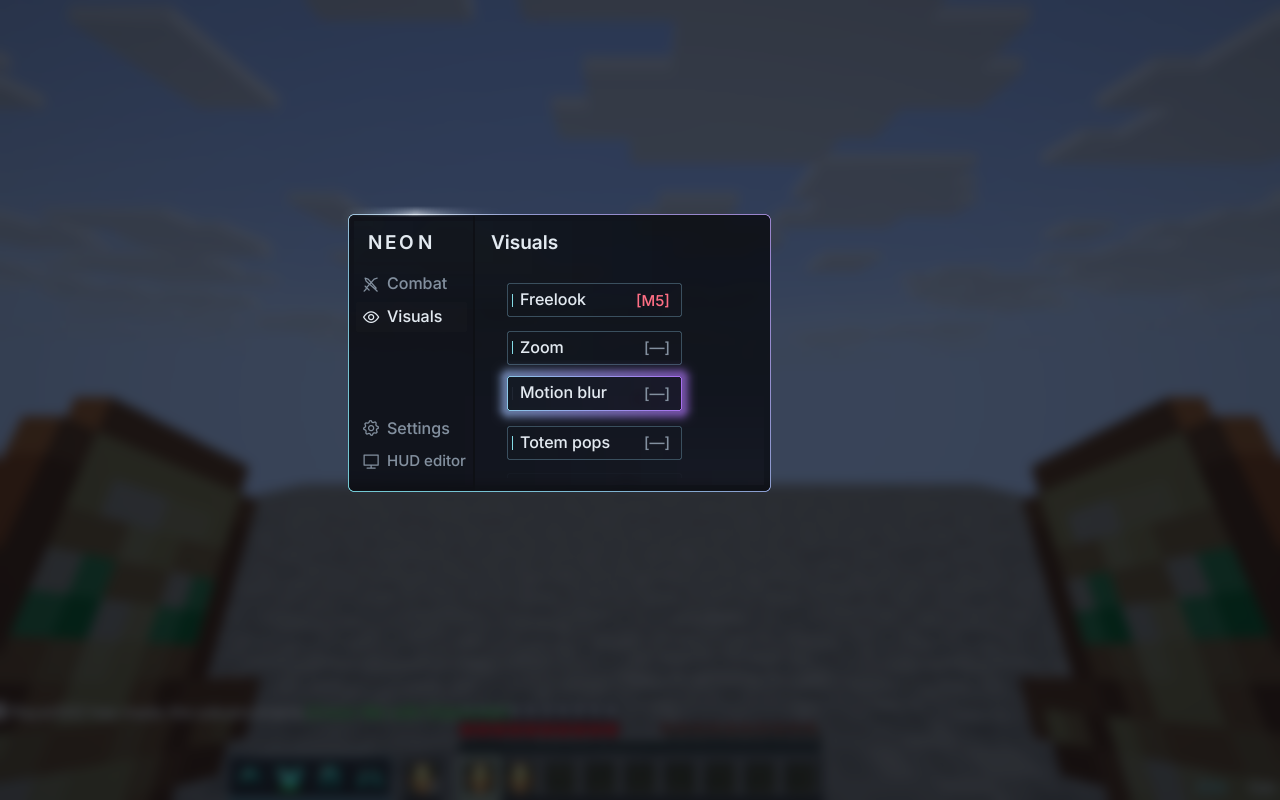 NEON
Combat
Visuals
Settings
HUD editor
Visuals
Freelook [M5]
Zoom [—]
Motion blur [—]
Totem pops [—]